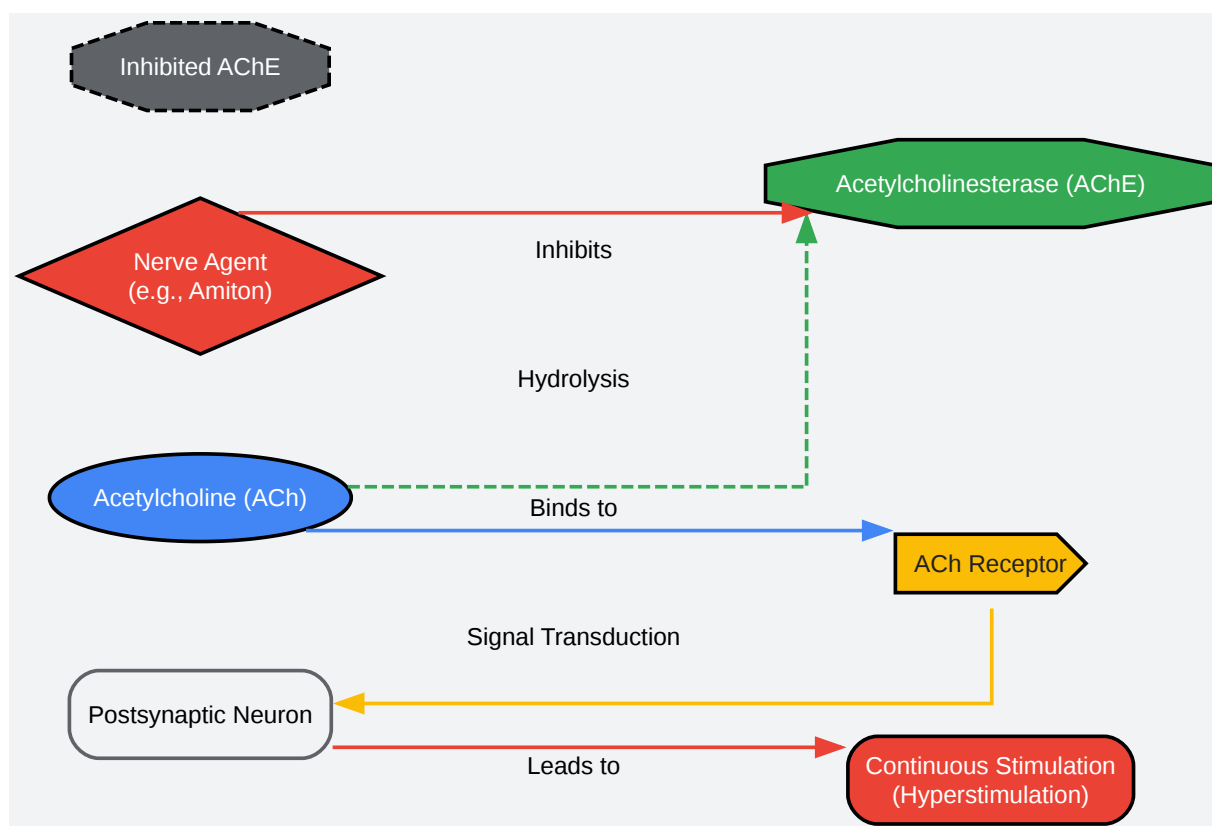 Inhibited AChE
Acetylcholinesterase (AChE)
Inhibits
Nerve Agent
(e.g., Amiton)
Hydrolysis
Acetylcholine (ACh)
Binds to
ACh Receptor
Signal Transduction
Postsynaptic Neuron
Leads to
Continuous Stimulation
(Hyperstimulation)